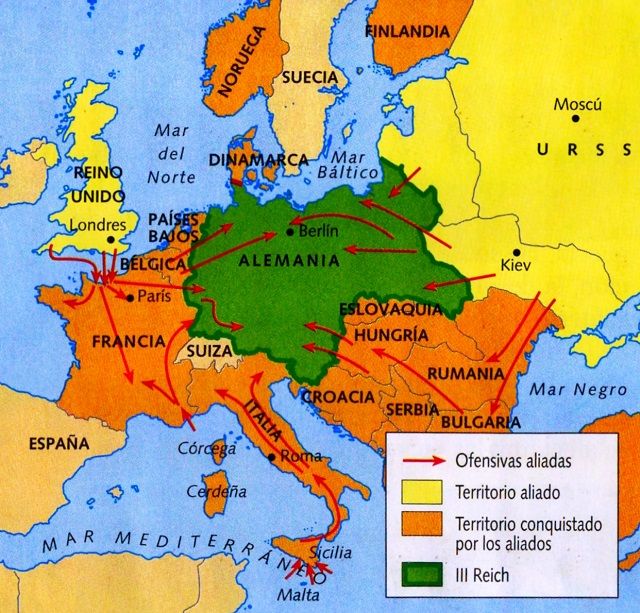 NORUEGA
FINLANDIA
SUECIA
Moscú
U R S S
Mar
del
Norte
DINAMARCA
Mar
Báltico
REINO
UNIDO
Londres
PAÍSES
BAJOS
BÉLGICA
Berlín
ALEMANIA
Kiev
París
FRANCIA
SUIZA
ESLOVAQUIA
HUNGRÍA
RUMANIA
CROACIA
SERBIA
BULGARIA
Mar Negro
ITALIA
ESPAÑA
Córcega
Roma
Cerdeña
MAR MEDITERRÁNEO
Sicilia
Malta
Ofensivas aliadas
Territorio aliado
Territorio conquistado
por los aliados
III Reich